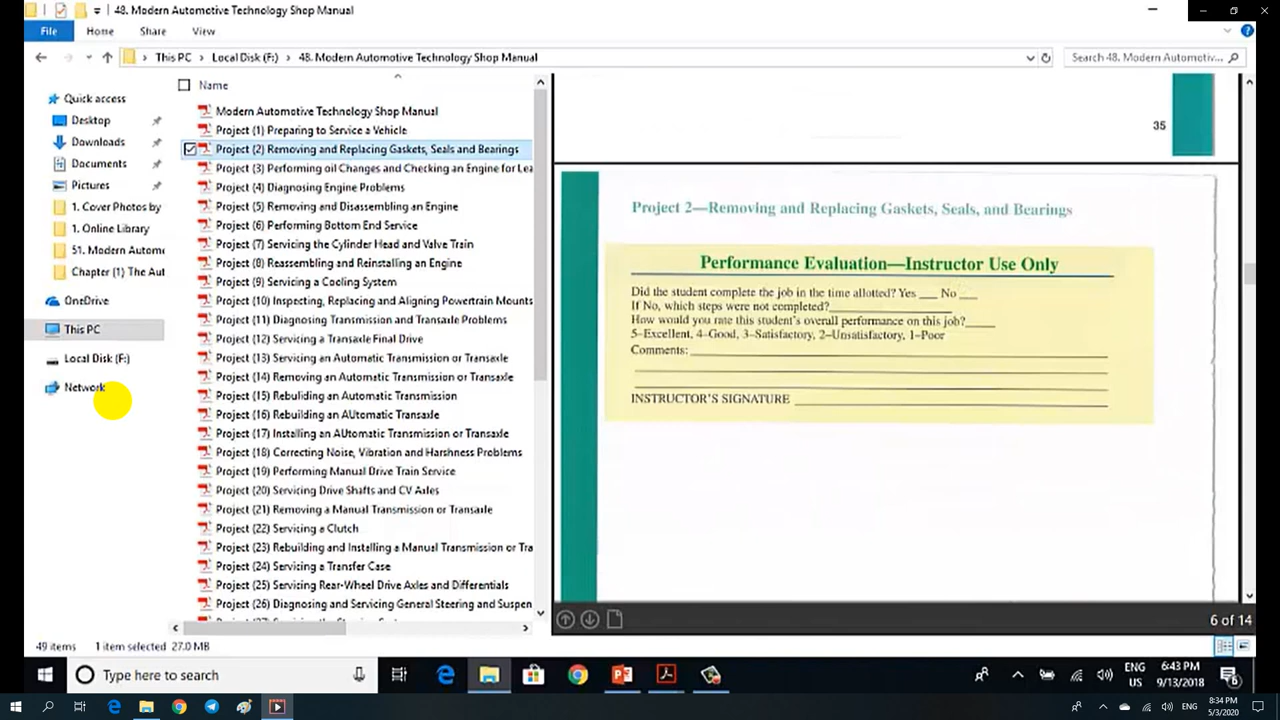 48. Modern Automotive Technology Shop Manual
File
Home
Share
View
This PC
Local Disk (F:)
48. Modern Automotive Technology Shop Manual
Search 48. Modern Automotiv...
Quick access
Desktop
Downloads
Documents
Pictures
1. Cover Photos by
1. Online Library
51. Modern Autome
Chapter (1) The Aut
OneDrive
This PC
Local Disk (F:)
Network
Name
Modern Automotive Technology Shop Manual
Project (1) Preparing to Service a Vehicle
Project (2) Removing and Replacing Gaskets, Seals and Bearings
Project (3) Performing oil Changes and Checking an Engine for Lea
Project (4) Diagnosing Engine Problems
Project (5) Removing and Disassembling an Engine
Project (6) Performing Bottom End Service
Project (7) Servicing the Cylinder Head and Valve Train
Project (8) Reassembling and Reinstalling an Engine
Project (9) Servicing a Cooling System
Project (10) Inspecting, Replacing and Aligning Powertrain Mounts
Project (11) Diagnosing Transmission and Transaxle Problems
Project (12) Servicing a Transaxle Final Drive
Project (13) Servicing an Automatic Transmission or Transaxle
Project (14) Removing an Automatic Transmission or Transaxle
Project (15) Rebuliding an Automatic Transmission
Project (16) Rebuilding an AUtomatic Transaxle
Project (17) Installing an AUtomatic Transmission or Transaxle
Project (18) Correcting Noise, Vibration and Harshness Problems
Project (19) Performing Manual Drive Train Service
Project (20) Servicing Drive Shafts and CV Axles
Project (21) Removing a Manual Transmission or Transaxle
Project (22) Servicing a Clutch
Project (23) Rebuilding and Installing a Manual Transmission or Tra
Project (24) Servicing a Transfer Case
Project (25) Servicing Rear-Wheel Drive Axles and Differentials
Project (26) Diagnosing and Servicing General Steering and Suspen
35
Project 2—Removing and Replacing Gaskets, Seals, and Bearings
Performance Evaluation—Instructor Use Only
Did the student complete the job in the time allotted? Yes ___ No ___
If No, which steps were not completed?___
How would you rate this student's overall performance on this job?___
5–Excellent, 4–Good, 3–Satisfactory, 2–Unsatisfactory, 1–Poor
Comments: ___
INSTRUCTOR'S SIGNATURE ___
6 of 14
49 items
1 item selected 27.0 MB
Type here to search
ENG
US
6:43 PM
9/13/2018
ENG
8:34 PM
5/3/2020